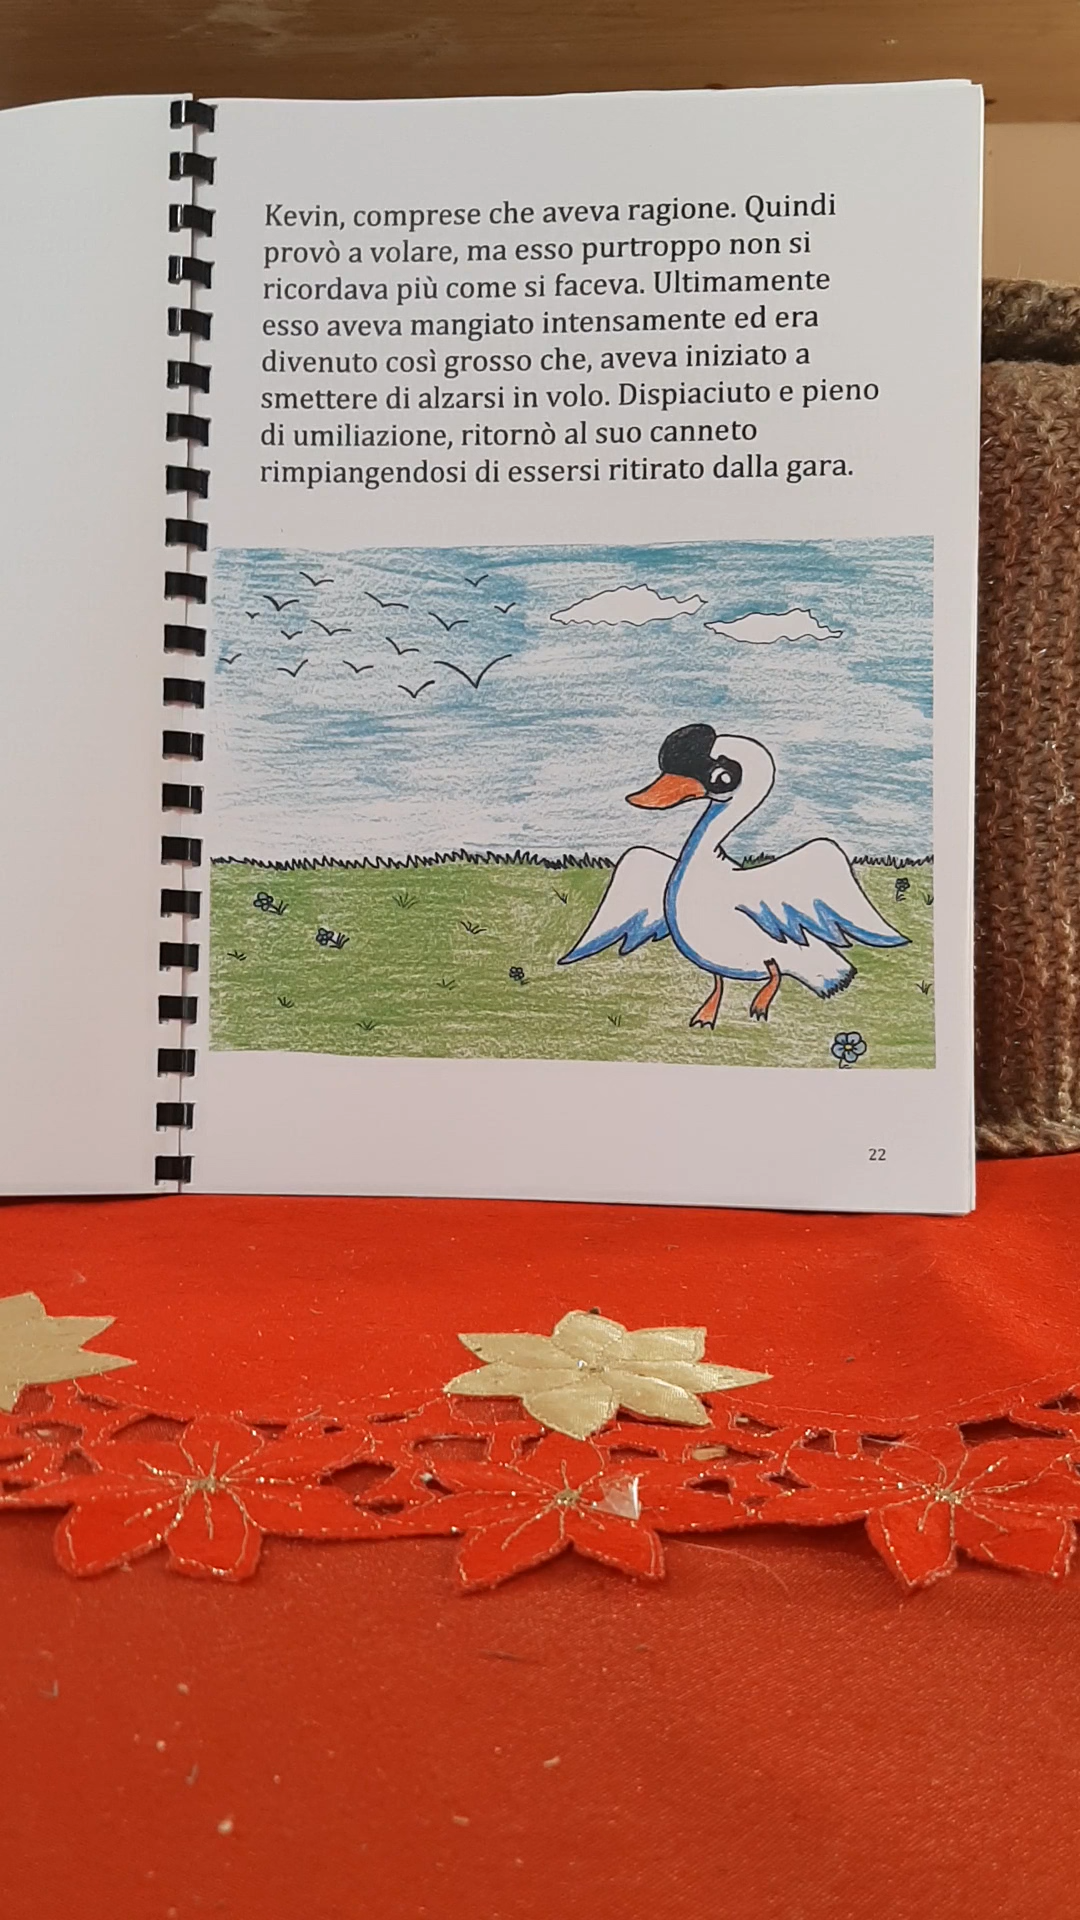 Kevin, comprese che aveva ragione. Quindi
provò a volare, ma esso purtroppo non si
ricordava più come si faceva. Ultimamente
esso aveva mangiato intensamente ed era
divenuto così grosso che, aveva iniziato a
smettere di alzarsi in volo. Dispiaciuto e pieno
di umiliazione, ritornò al suo canneto
rimpiangendosi di essersi ritirato dalla gara.
22